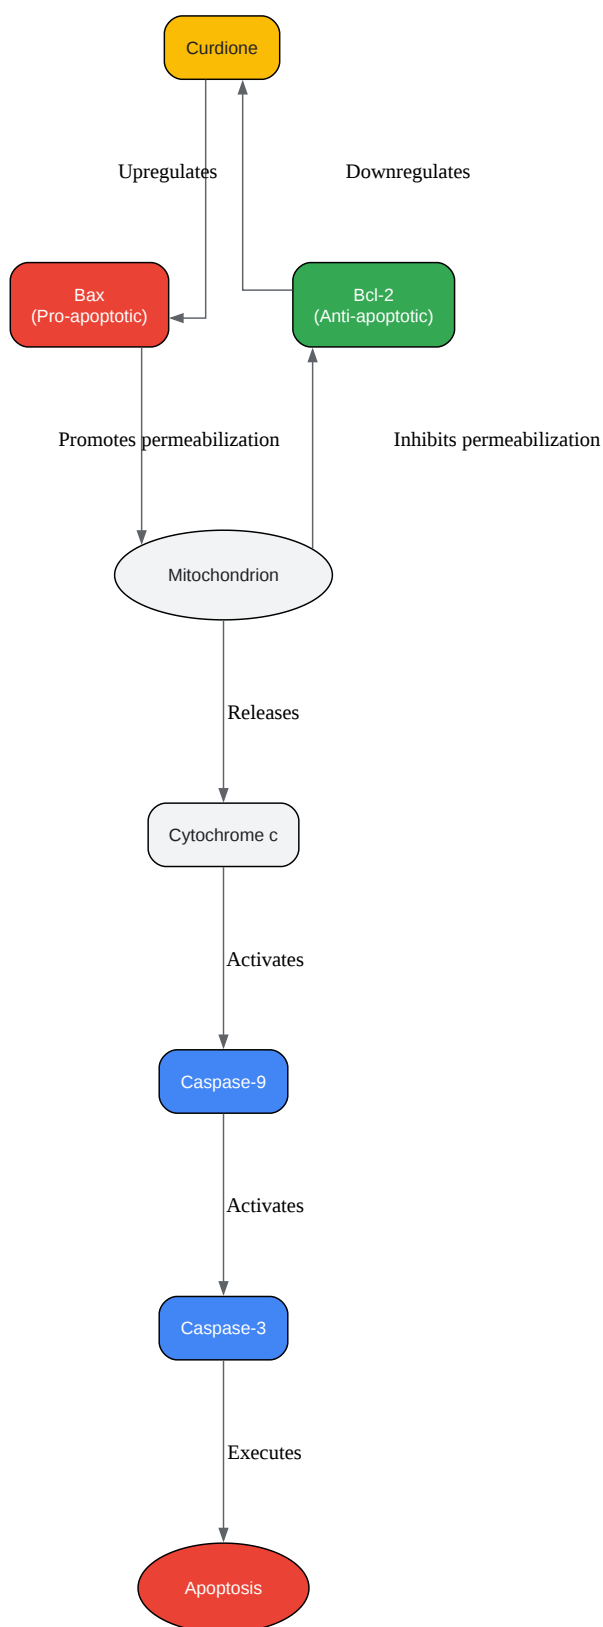 Curdione
Upregulates
Downregulates
Bax
(Pro-apoptotic)
Bcl-2
(Anti-apoptotic)
Promotes permeabilization
Inhibits permeabilization
Mitochondrion
Releases
Cytochrome c
Activates
Caspase-9
Activates
Caspase-3
Executes
Apoptosis